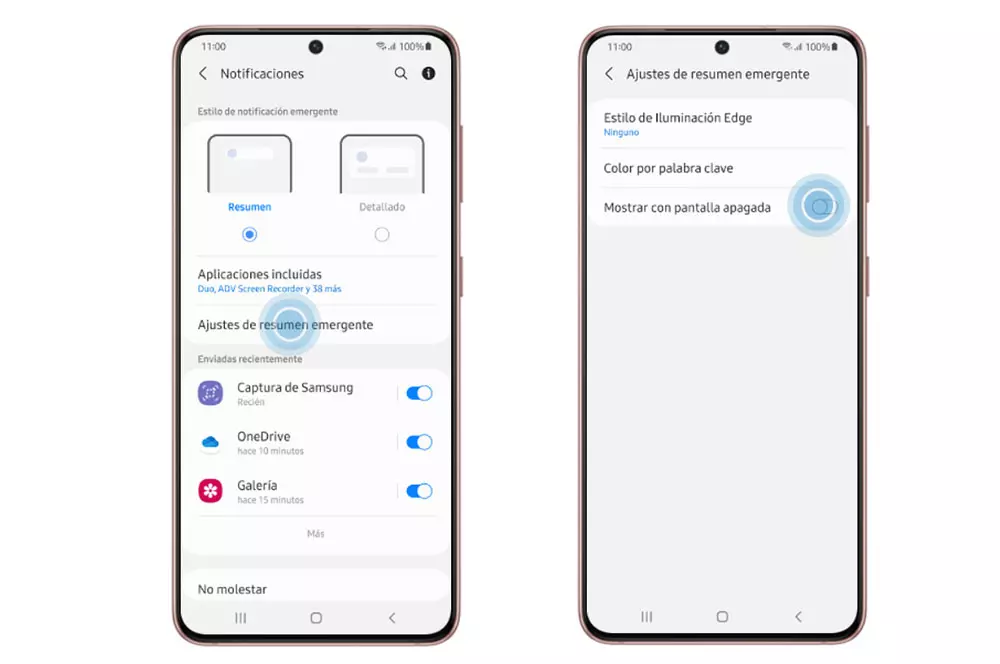 11:00
100%
Notificaciones
Estilo de notificación emergente
Resumen
Detallado
Aplicaciones incluidas
Duo, ADV Screen Recorder y 38 más
Ajustes de resumen emergente
Enviadas recientemente
Captura de Samsung
Recién
OneDrive
hace 10 minutos
Galería
hace 15 minutos
Más
No molestar
11:00
100%
Ajustes de resumen emergente
Estilo de Iluminación Edge
Ninguno
Color por palabra clave
Mostrar con pantalla apagada